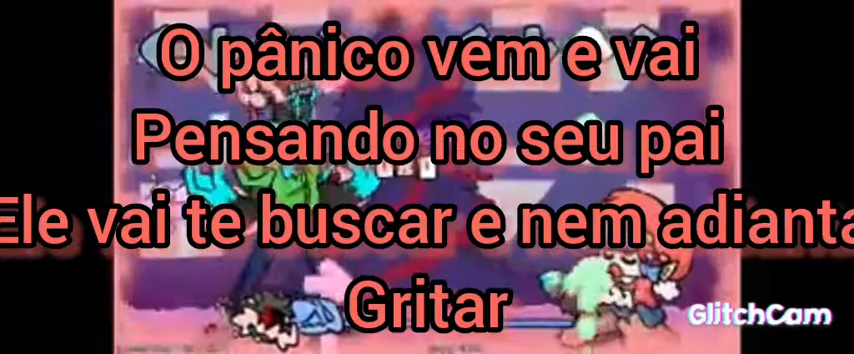 O pânico vem e vai
Pensando no seu pai
Ele vai te buscar e nem adianta
Gritar
GlitchCam